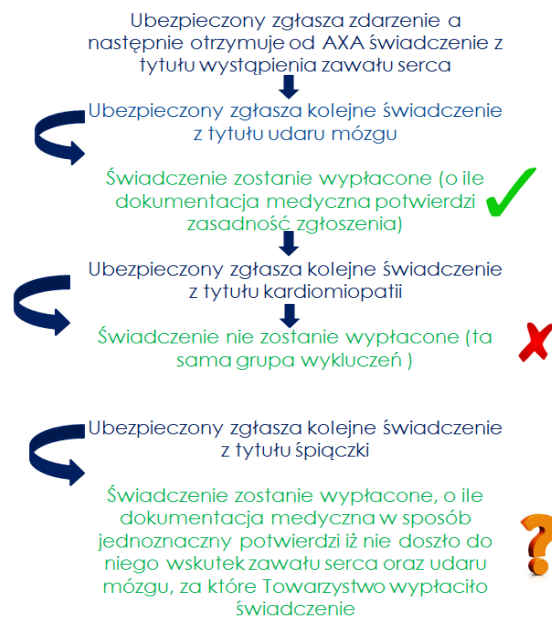 Ubezpieczony zgłasza zdarzenie a
następnie otrzymuje od AXA świadczenie z
tytułu wystąpienia zawału serca
Ubezpieczony zgłasza kolejne świadczenie
z tytułu udaru mózgu
Świadczenie zostanie wypłacone (o ile
dokumentacja medyczna potwierdzi
zasadność zgłoszenia)
Ubezpieczony zgłasza kolejne świadczenie
z tytułu kardiomiopatii
Świadczenie nie zostanie wypłacone (ta
sama grupa wykluczeń )
Ubezpieczony zgłasza kolejne świadczenie
z tytułu śpiączki
Świadczenie zostanie wypłacone, o ile
dokumentacja medyczna w sposób
jednoznaczny potwierdzi iż nie doszło do
niego wskutek zawału serca oraz udaru
mózgu, za które Towarzystwo wypłaciło
świadczenie